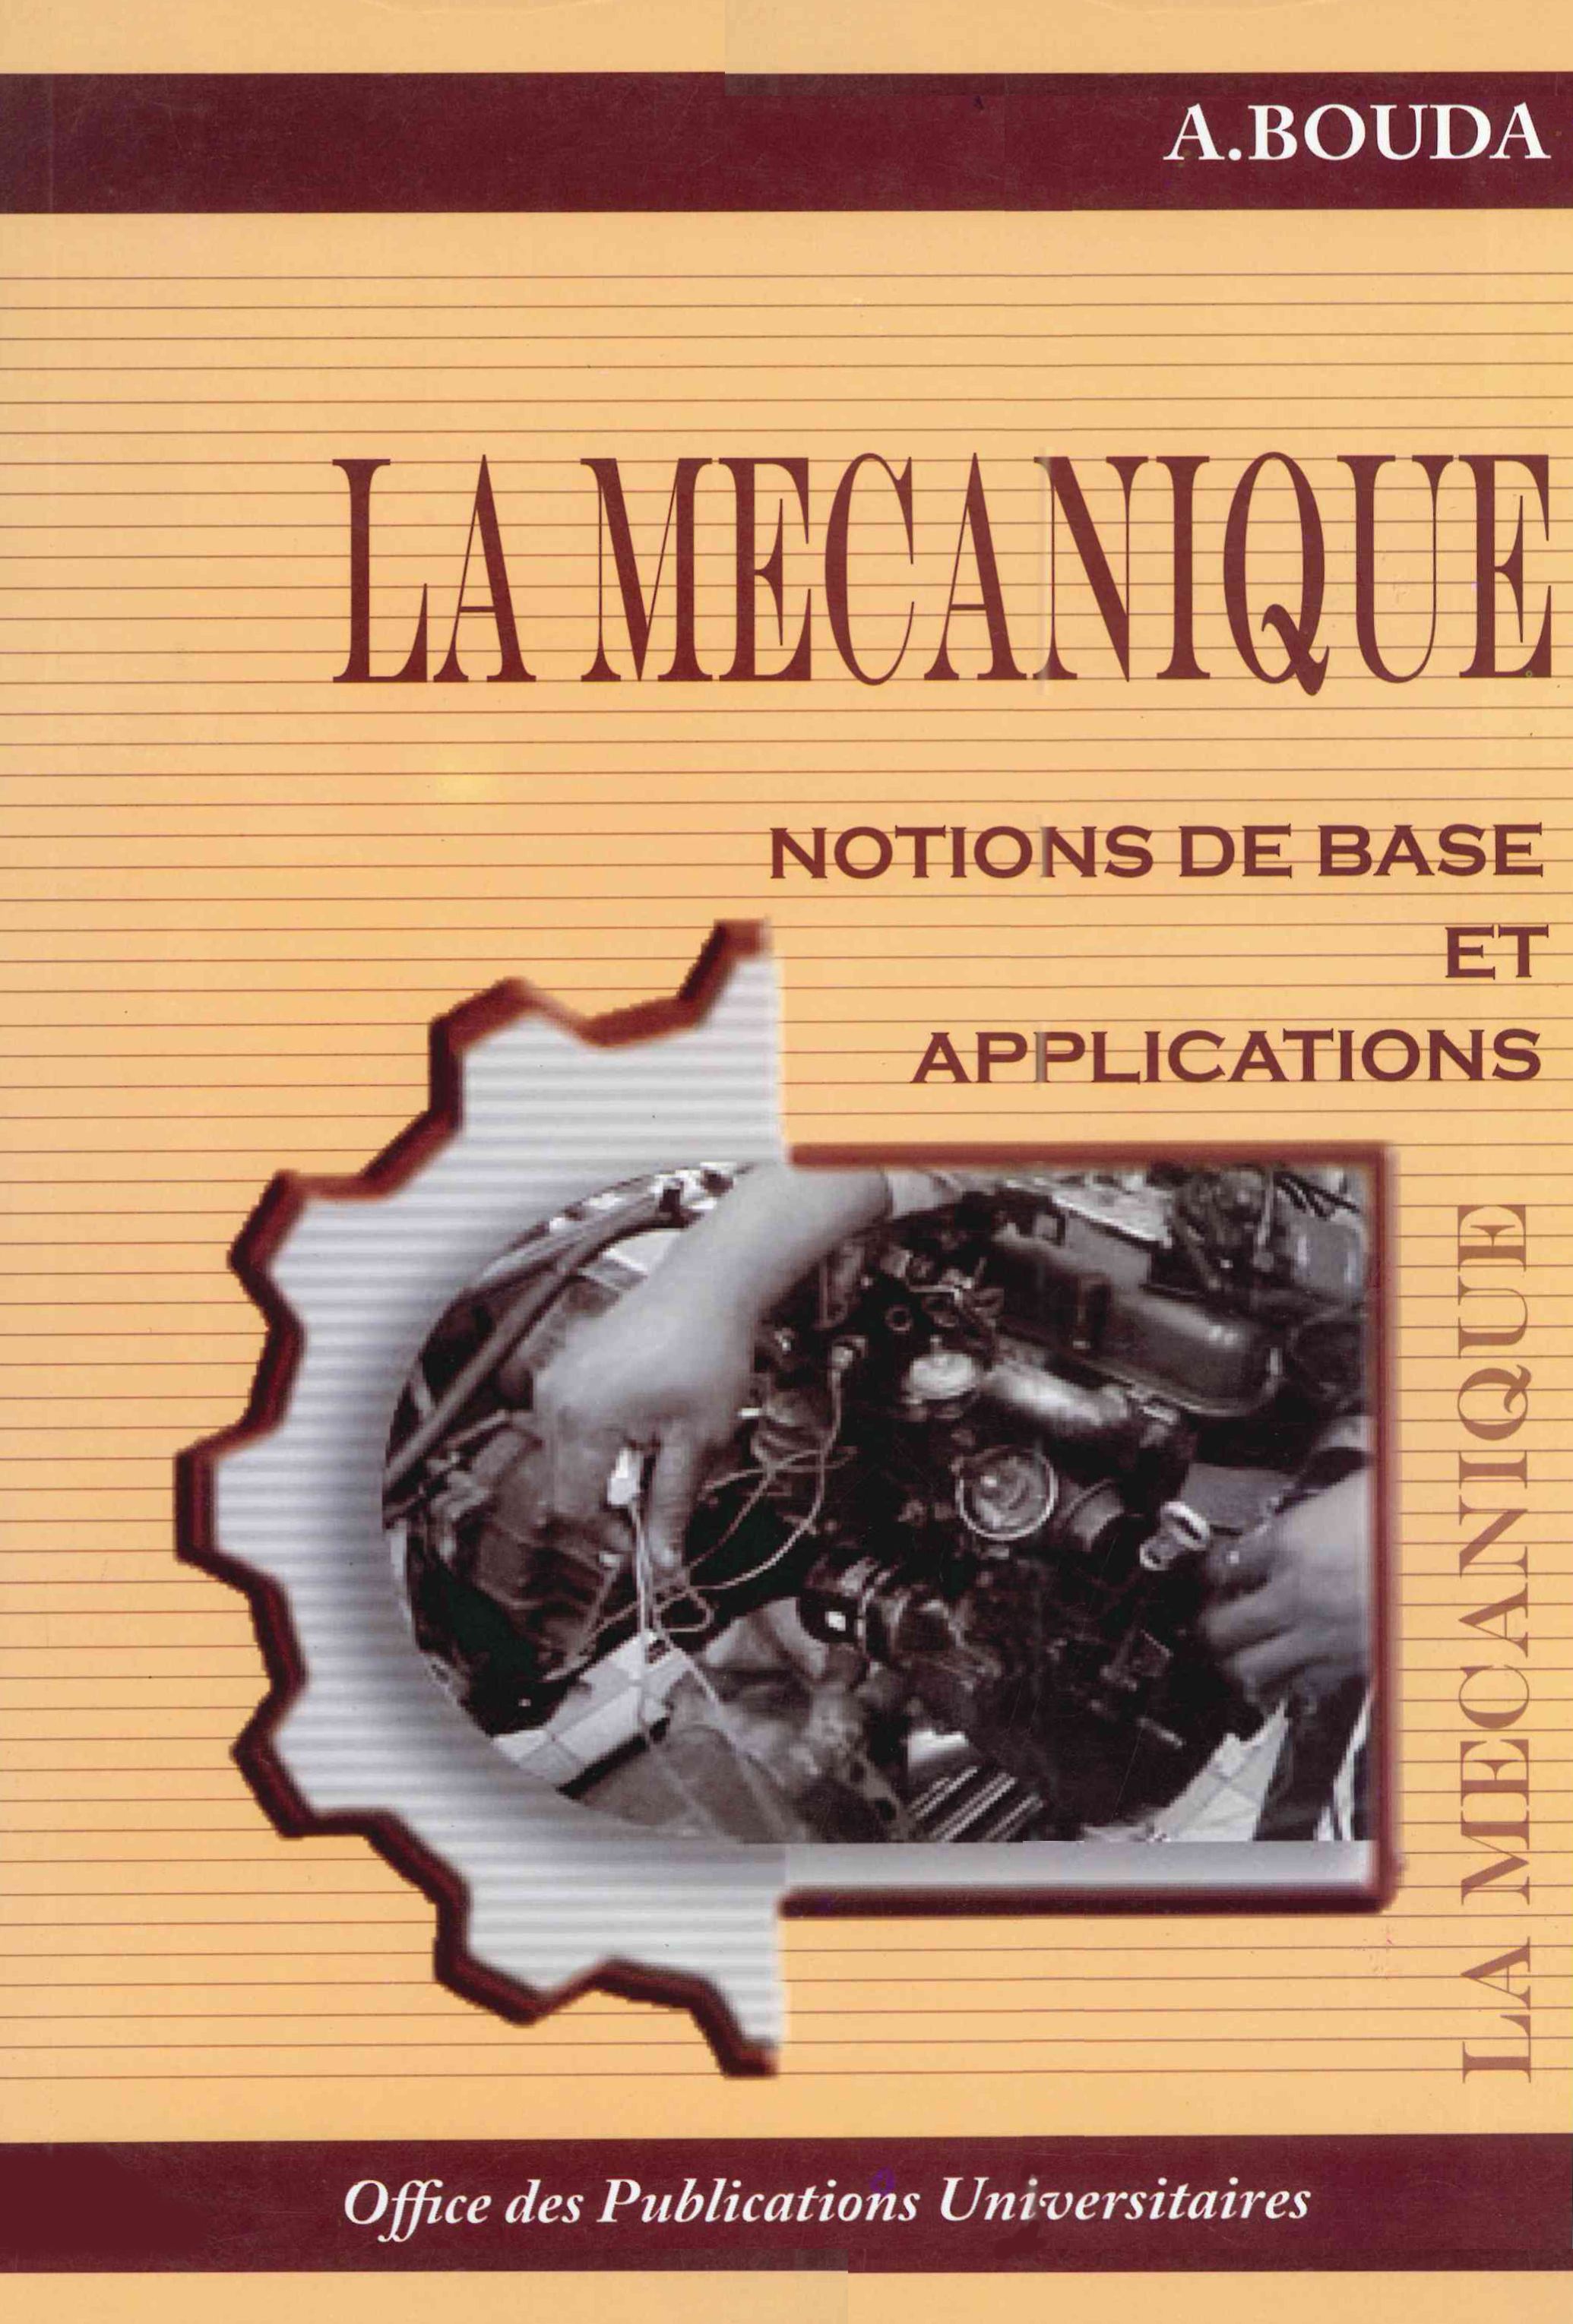 A.BOUDA
LA MECANIQUE
NOTIONS DE BASE
ET
APPLICATIONS
LA MECANIQUE
Office des Publications Universitaires